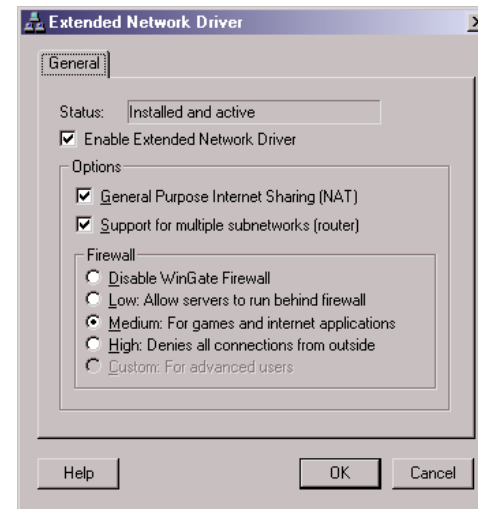 Extended Network Driver
General
Status: Installed and active
Enable Extended Network Driver
Options
General Purpose Internet Sharing (NAT)
Support for multiple subnetworks (router)
Firewall
Disable WinGate Firewall
Low: Allow servers to run behind firewall
Medium: For games and internet applications
High: Denies all connections from outside
Custom: For advanced users
Help OK Cancel